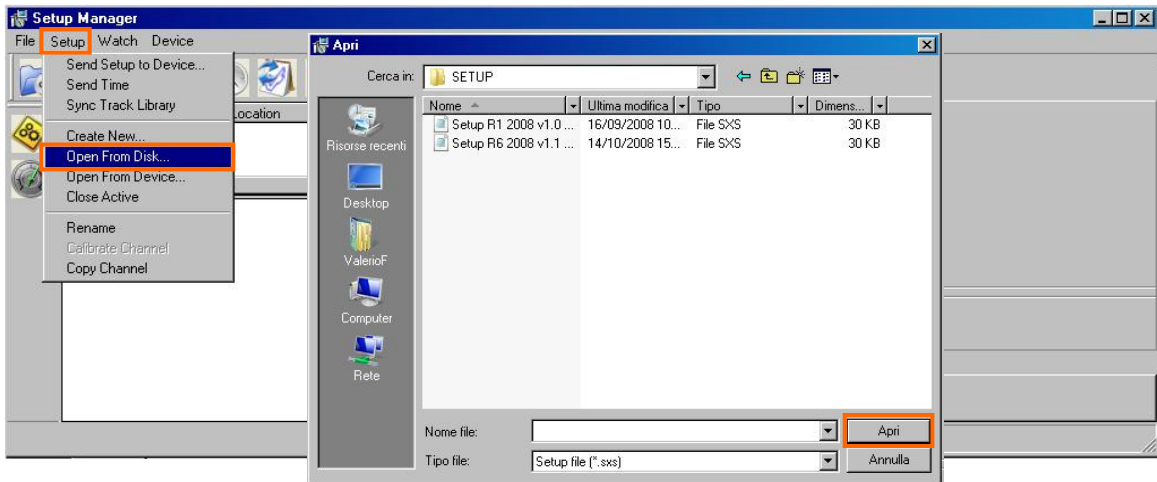 Setup Manager
File Setup Watch Device
Send Setup to Device...
Send Time
Sync Track Library
Create New...
Open From Disk...
Open From Device...
Close Active
Rename
Calibrate Channel
Copy Channel
Location
Apri
Cerca in: SETUP
Nome Ultima modifica Tipo Dimens...
Setup R1 2008 v1.0 ... 16/09/2008 10... File SXS 30 KB
Setup R6 2008 v1.1 ... 14/10/2008 15... File SXS 30 KB
Risorse recenti
Desktop
ValerioF
Computer
Rete
Nome file: Apri
Tipo file: Setup file (*.sxs) Annulla